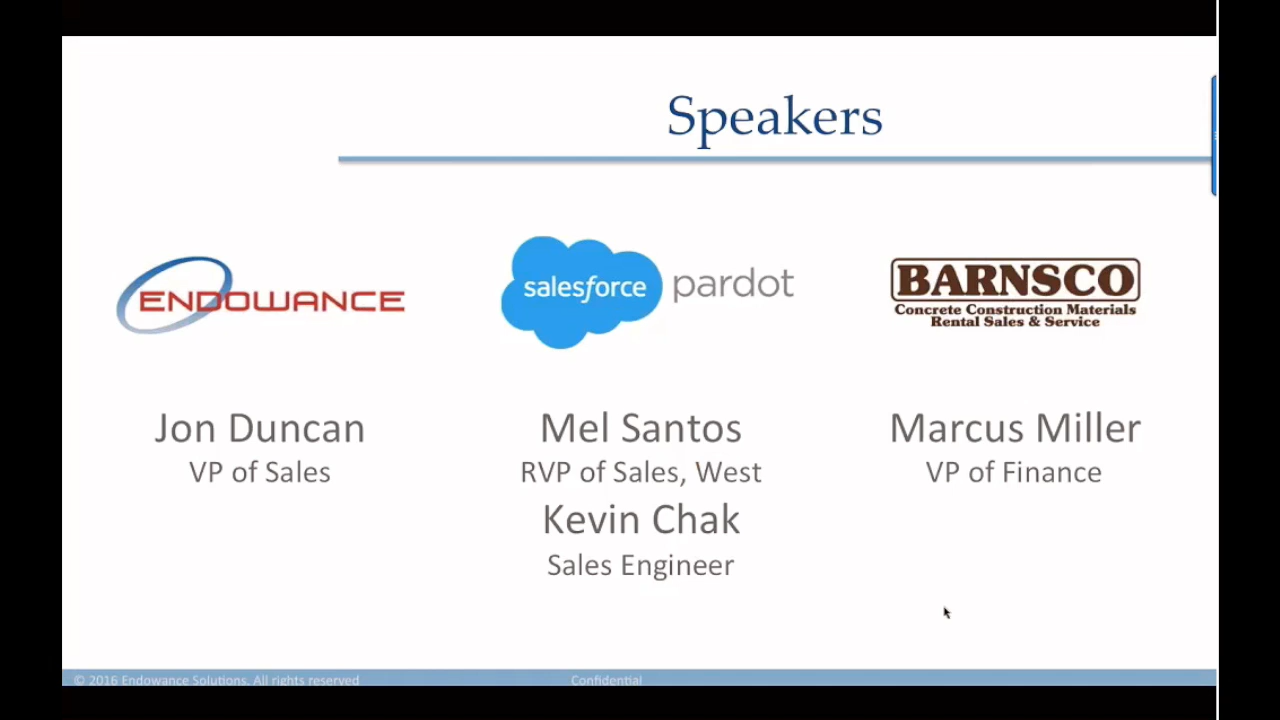 Speakers
ENDOWANCE
salesforce pardot
BARNSCO
Concrete Construction Materials
Rental Sales & Service
Jon Duncan
VP of Sales
Mel Santos
RVP of Sales, West
Kevin Chak
Sales Engineer
Marcus Miller
VP of Finance
© 2016 Endowance Solutions. All rights reserved
Confidential